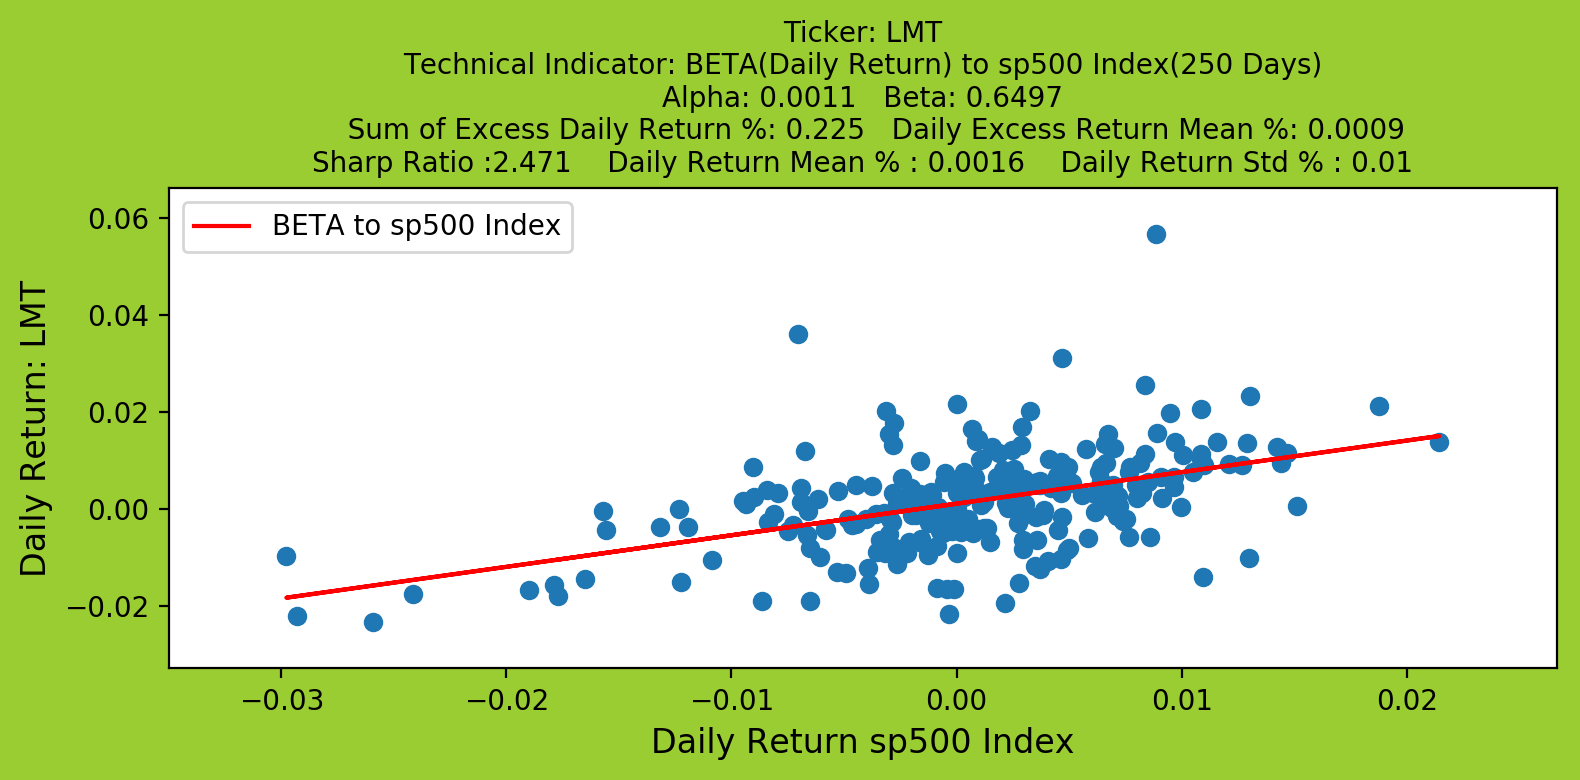 Ticker: LMT
Technical Indicator: BETA(Daily Return) to sp500 Index(250 Days)
Alpha: 0.0011   Beta: 0.6497
Sum of Excess Daily Return %: 0.225   Daily Excess Return Mean %: 0.0009
Sharp Ratio :2.471    Daily Return Mean % : 0.0016    Daily Return Std % : 0.01
BETA to sp500 Index
Daily Return: LMT
0.06
0.04
0.02
0.00
−0.02
−0.03
−0.02
−0.01
0.00
0.01
0.02
Daily Return sp500 Index